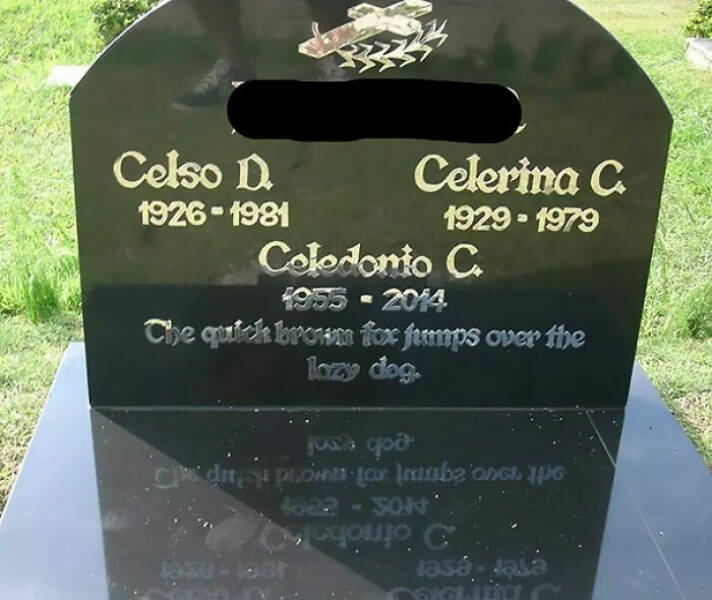 Celso D. Celerina C.
1926 - 1981 1929 - 1979
Celedonio C.
1955 - 2014
The quick brown fox jumps over the
lazy dog.